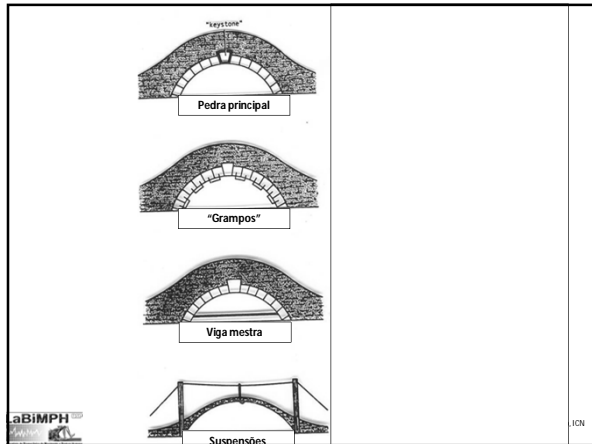 "keystone"
Pedra principal
"Grampos"
Viga mestra
Suspensões
LaBiMPH
, ICN